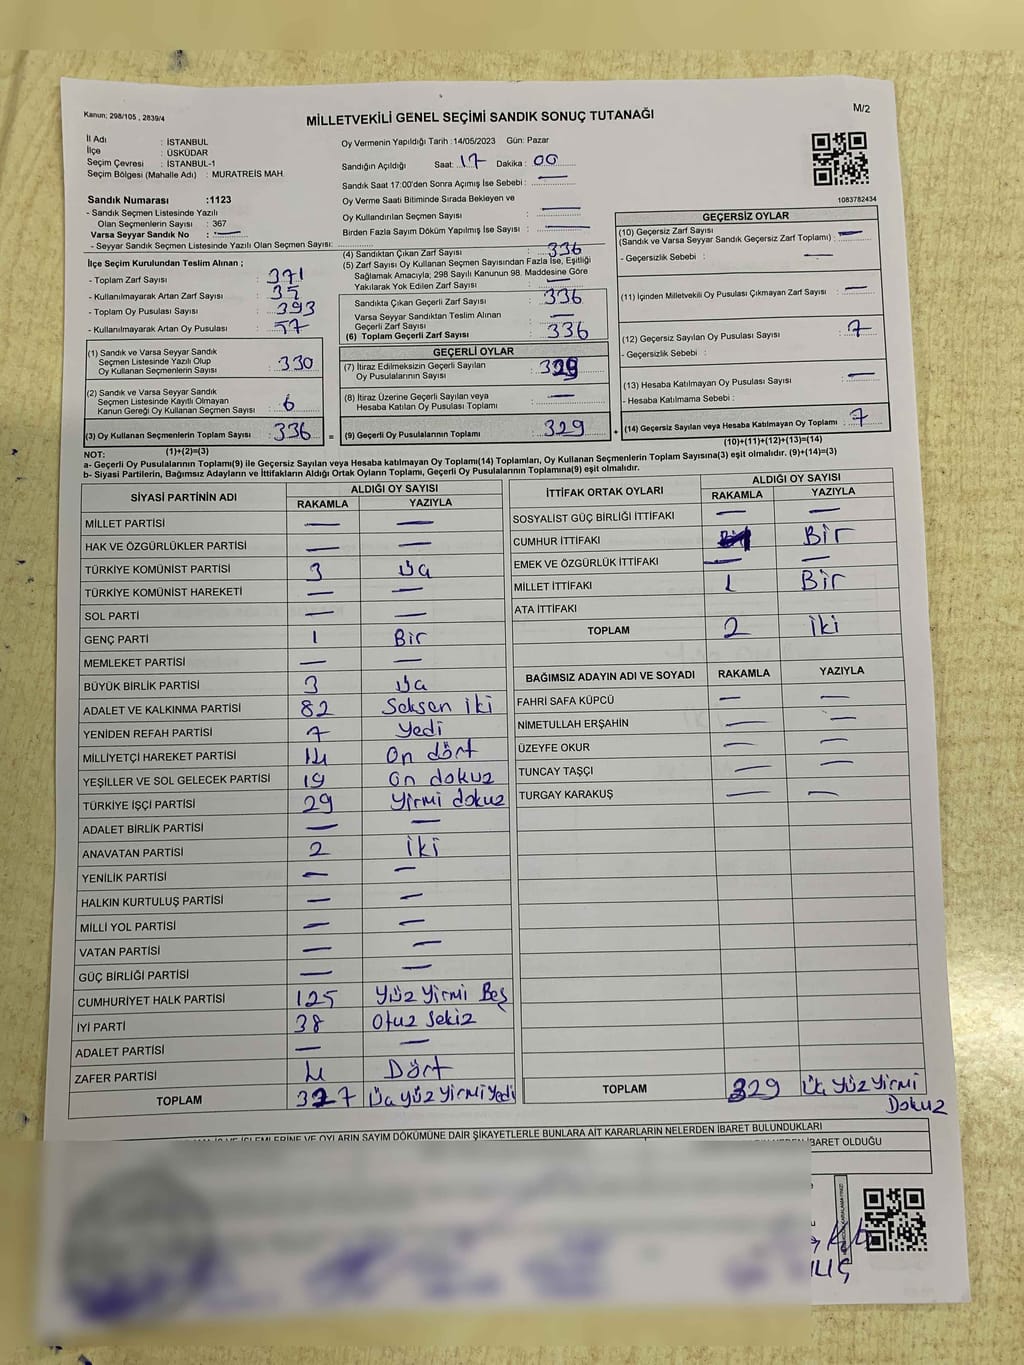 Kanun: 298/105 , 2839/4
MİLLETVEKİLİ GENEL SEÇİMİ SANDIK SONUÇ TUTANAĞI
M/2
İl Adı : İSTANBUL
İlçe : ÜSKÜDAR
Seçim Çevresi : İSTANBUL-1
Seçim Bölgesi (Mahalle Adı) : MURATREİS MAH.
Oy Vermenin Yapıldığı Tarih :14/05/2023 Gün: Pazar
Sandığın Açıldığı Saat: 17 Dakika : 00
Sandık Saat 17:00'den Sonra Açımış İse Sebebi : —
Oy Verme Saati Bitiminde Sırada Bekleyen ve
Oy Kullandırılan Seçmen Sayısı : —
Birden Fazla Sayım Döküm Yapılmış İse Sayısı : —
1083782434
Sandık Numarası :1123
- Sandık Seçmen Listesinde Yazılı
Olan Seçmenlerin Sayısı : 367
Varsa Seyyar Sandık No : —
- Seyyar Sandık Seçmen Listesinde Yazılı Olan Seçmen Sayısı:
İlçe Seçim Kurulundan Teslim Alınan ;
- Toplam Zarf Sayısı : 371
- Kullanılmayarak Artan Zarf Sayısı : 35
- Toplam Oy Pusulası Sayısı : 393
- Kullanılmayarak Artan Oy Pusulası : 57
(1) Sandık ve Varsa Seyyar Sandık
Seçmen Listesinde Yazılı Olup
Oy Kullanan Seçmenlerin Sayısı : 330
(2) Sandık ve Varsa Seyyar Sandık
Seçmen Listesinde Kayıtlı Olmayan
Kanun Gereği Oy Kullanan Seçmen Sayısı : 6
(3) Oy Kullanan Seçmenlerin Toplam Sayısı : 336
(1)+(2)=(3)
(4) Sandıktan Çıkan Zarf Sayısı : 336
(5) Zarf Sayısı Oy Kullanan Seçmen Sayısından Fazla İse, Eşitliği
Sağlamak Amacıyla; 298 Sayılı Kanunun 98. Maddesine Göre
Yakılarak Yok Edilen Zarf Sayısı : —
Sandıkta Çıkan Geçerli Zarf Sayısı : 336
Varsa Seyyar Sandıktan Teslim Alınan
Geçerli Zarf Sayısı : —
(6) Toplam Geçerli Zarf Sayısı : 336
GEÇERLİ OYLAR
(7) İtiraz Edilmeksizin Geçerli Sayılan
Oy Pusulalarının Sayısı : 329
(8) İtiraz Üzerine Geçerli Sayılan veya
Hesaba Katılan Oy Pusulası Toplamı : —
= (9) Geçerli Oy Pusulalarının Toplamı : 329 +
GEÇERSİZ OYLAR
(10) Geçersiz Zarf Sayısı
(Sandık ve Varsa Seyyar Sandık Geçersiz Zarf Toplamı) : —
- Geçersizlik Sebebi : —
(11) İçinden Milletvekili Oy Pusulası Çıkmayan Zarf Sayısı : —
(12) Geçersiz Sayılan Oy Pusulası Sayısı : 7
- Geçersizlik Sebebi :
(13) Hesaba Katılmayan Oy Pusulası Sayısı : —
- Hesaba Katılmama Sebebi :
(14) Geçersiz Sayılan veya Hesaba Katılmayan Oy Toplamı : 7
(10)+(11)+(12)+(13)=(14)
NOT:
a- Geçerli Oy Pusulalarının Toplamı(9) ile Geçersiz Sayılan veya Hesaba katılmayan Oy Toplamı(14) Toplamları, Oy Kullanan Seçmenlerin Toplam Sayısına(3) eşit olmalıdır. (9)+(14)=(3)
b- Siyasi Partilerin, Bağımsız Adayların ve İttifakların Aldığı Ortak Oyların Toplamı, Geçerli Oy Pusulalarının Toplamına(9) eşit olmalıdır.
SİYASİ PARTİNİN ADI ALDIĞI OY SAYISI
RAKAMLA YAZIYLA
MİLLET PARTİSİ — —
HAK VE ÖZGÜRLÜKLER PARTİSİ — —
TÜRKİYE KOMÜNİST PARTİSİ 3 üç
TÜRKİYE KOMÜNİST HAREKETİ — —
SOL PARTİ — —
GENÇ PARTİ 1 Bir
MEMLEKET PARTİSİ — —
BÜYÜK BİRLİK PARTİSİ 3 üç
ADALET VE KALKINMA PARTİSİ 82 Seksen iki
YENİDEN REFAH PARTİSİ 7 Yedi
MİLLİYETÇİ HAREKET PARTİSİ 14 On dört
YEŞİLLER VE SOL GELECEK PARTİSİ 19 On dokuz
TÜRKİYE İŞÇİ PARTİSİ 29 Yirmi dokuz
ADALET BİRLİK PARTİSİ — —
ANAVATAN PARTİSİ 2 İki
YENİLİK PARTİSİ — —
HALKIN KURTULUŞ PARTİSİ — —
MİLLİ YOL PARTİSİ — —
VATAN PARTİSİ — —
GÜÇ BİRLİĞİ PARTİSİ — —
CUMHURİYET HALK PARTİSİ 125 Yüz Yirmi Beş
İYİ PARTİ 38 Otuz Sekiz
ADALET PARTİSİ — —
ZAFER PARTİSİ 4 Dört
TOPLAM 327 Üç Yüz Yirmi Yedi
İTTİFAK ORTAK OYLARI ALDIĞI OY SAYISI
RAKAMLA YAZIYLA
SOSYALİST GÜÇ BİRLİĞİ İTTİFAKI — —
CUMHUR İTTİFAKI Bir
EMEK VE ÖZGÜRLÜK İTTİFAKI — —
MİLLET İTTİFAKI 1 Bir
ATA İTTİFAKI
TOPLAM 2 İki
BAĞIMSIZ ADAYIN ADI VE SOYADI RAKAMLA YAZIYLA
FAHRİ SAFA KÜPCÜ — —
NİMETULLAH ERŞAHİN — —
ÜZEYFE OKUR — —
TUNCAY TAŞÇI — —
TURGAY KARAKUŞ — —
TOPLAM 329 Üç Yüz Yirmi
Dokuz
İŞLEMLERİNE VE OYLARIN SAYIM DÖKÜMÜNE DAİR ŞİKAYETLERLE BUNLARA AİT KARARLARIN NELERDEN İBARET BULUNDUKLARI
İBARET OLDUĞU